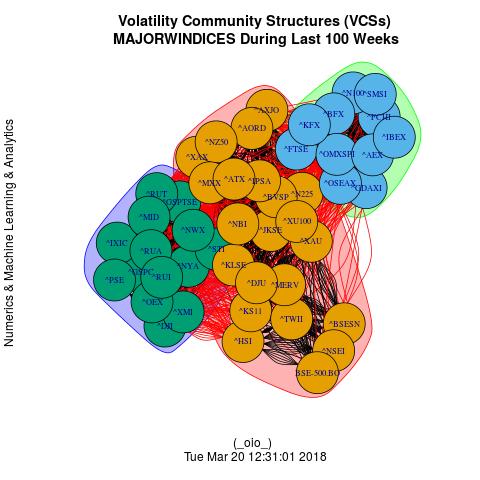 Volatility Community Structures (VCSs)
MAJORWINDICES During Last 100 Weeks
Numerics & Machine Learning & Analytics
^N100
^SMSI
^AXJO
^BFX
^FCHI
^KFX
^AORD
^IBEX
^NZ50
^FTSE
^OMXSPI
^AEX
^XAX
^ATX
^IPSA
^MXX
^OSEAX
^GDAXI
^RUT
^BVSP
^N225
^GSPTSE
^MID
^NBI
^XU100
^NWX
^JKSE
^IXIC
^XAU
^RUA
^STI
^KLSE
^NYA
^GSPC
^RUI
^PSE
^DJU
^MERV
^OEX
^XMI
^KS11
^TWII
^BSESN
^DJI
^HSI
^NSEI
BSE-500.BO
(_oio_)
Tue Mar 20 12:31:01 2018